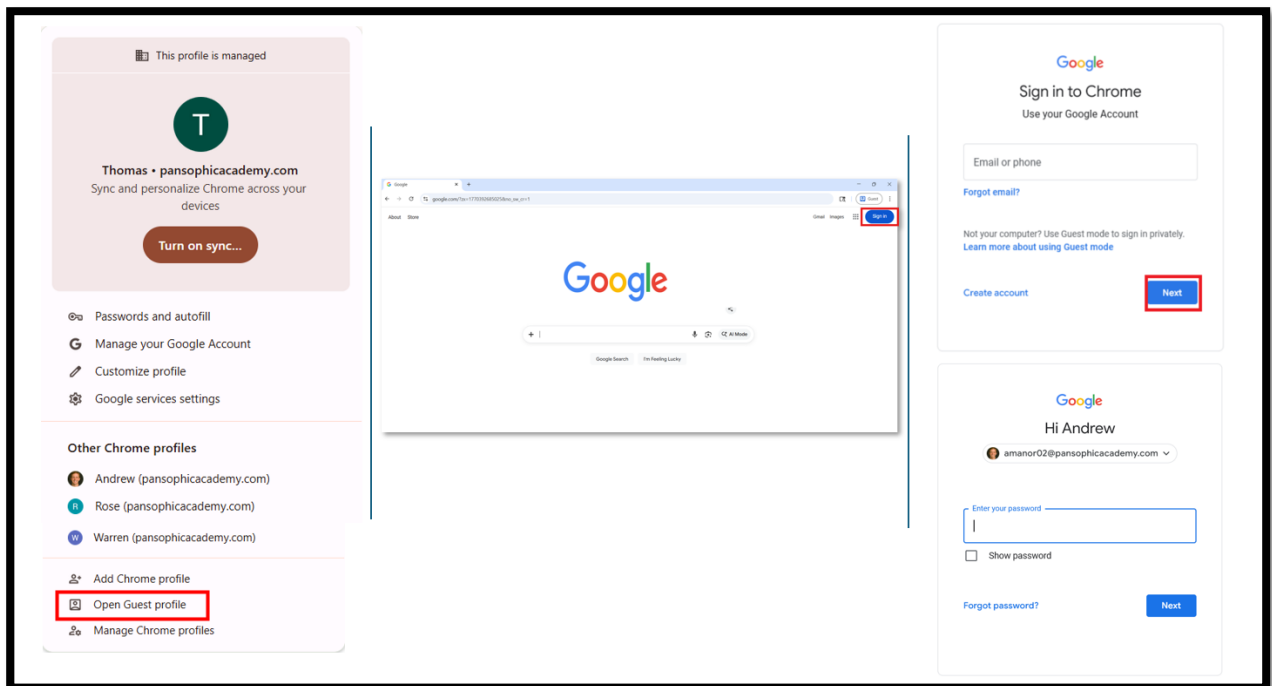 This profile is managed
T
Thomas • pansophicacademy.com
Sync and personalize Chrome across your
devices
Turn on sync...
Passwords and autofill
Manage your Google Account
Customize profile
Google services settings
Other Chrome profiles
Andrew (pansophicacademy.com)
R Rose (pansophicacademy.com)
W Warren (pansophicacademy.com)
Add Chrome profile
Open Guest profile
Manage Chrome profiles
G Google
Guest
About Store
Gmail Images Sign in
Google
AI Mode
Google Search I'm Feeling Lucky
Google
Sign in to Chrome
Use your Google Account
Email or phone
Forgot email?
Not your computer? Use Guest mode to sign in privately.
Learn more about using Guest mode
Create account Next
Google
Hi Andrew
amanor02@pansophicacademy.com
Enter your password
Show password
Forgot password? Next